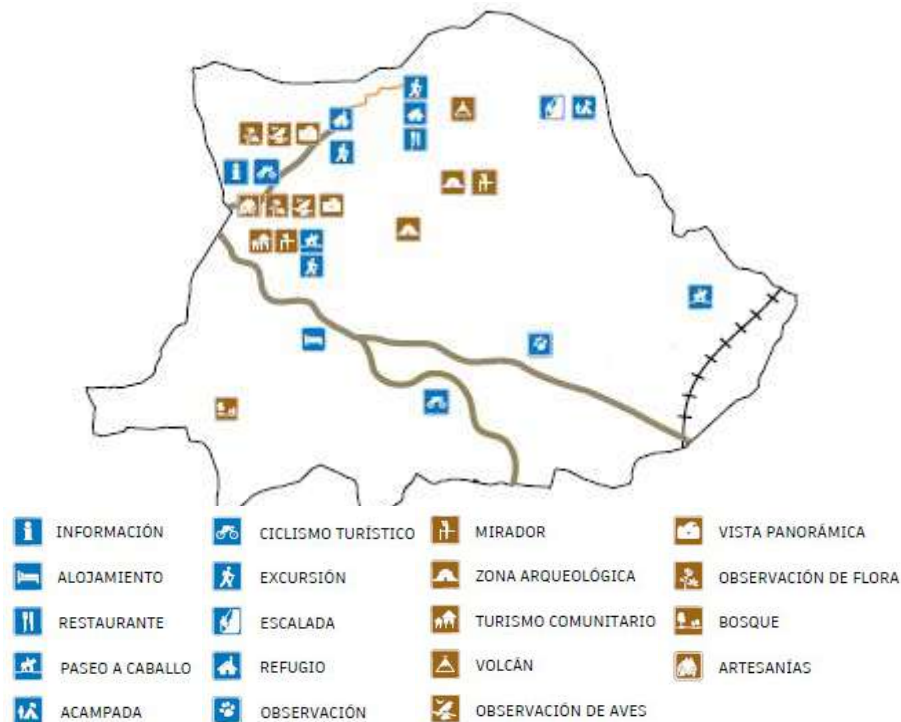 INFORMACIÓN
ALOJAMIENTO
RESTAURANTE
PASEO A CABALLO
ACAMPADA
CICLISMO TURÍSTICO
EXCURSIÓN
ESCALADA
REFUGIO
OBSERVACIÓN
MIRADOR
ZONA ARQUEOLÓGICA
TURISMO COMUNITARIO
VOLCÁN
OBSERVACIÓN DE AVES
VISTA PANORÁMICA
OBSERVACIÓN DE FLORA
BOSQUE
ARTESANÍAS